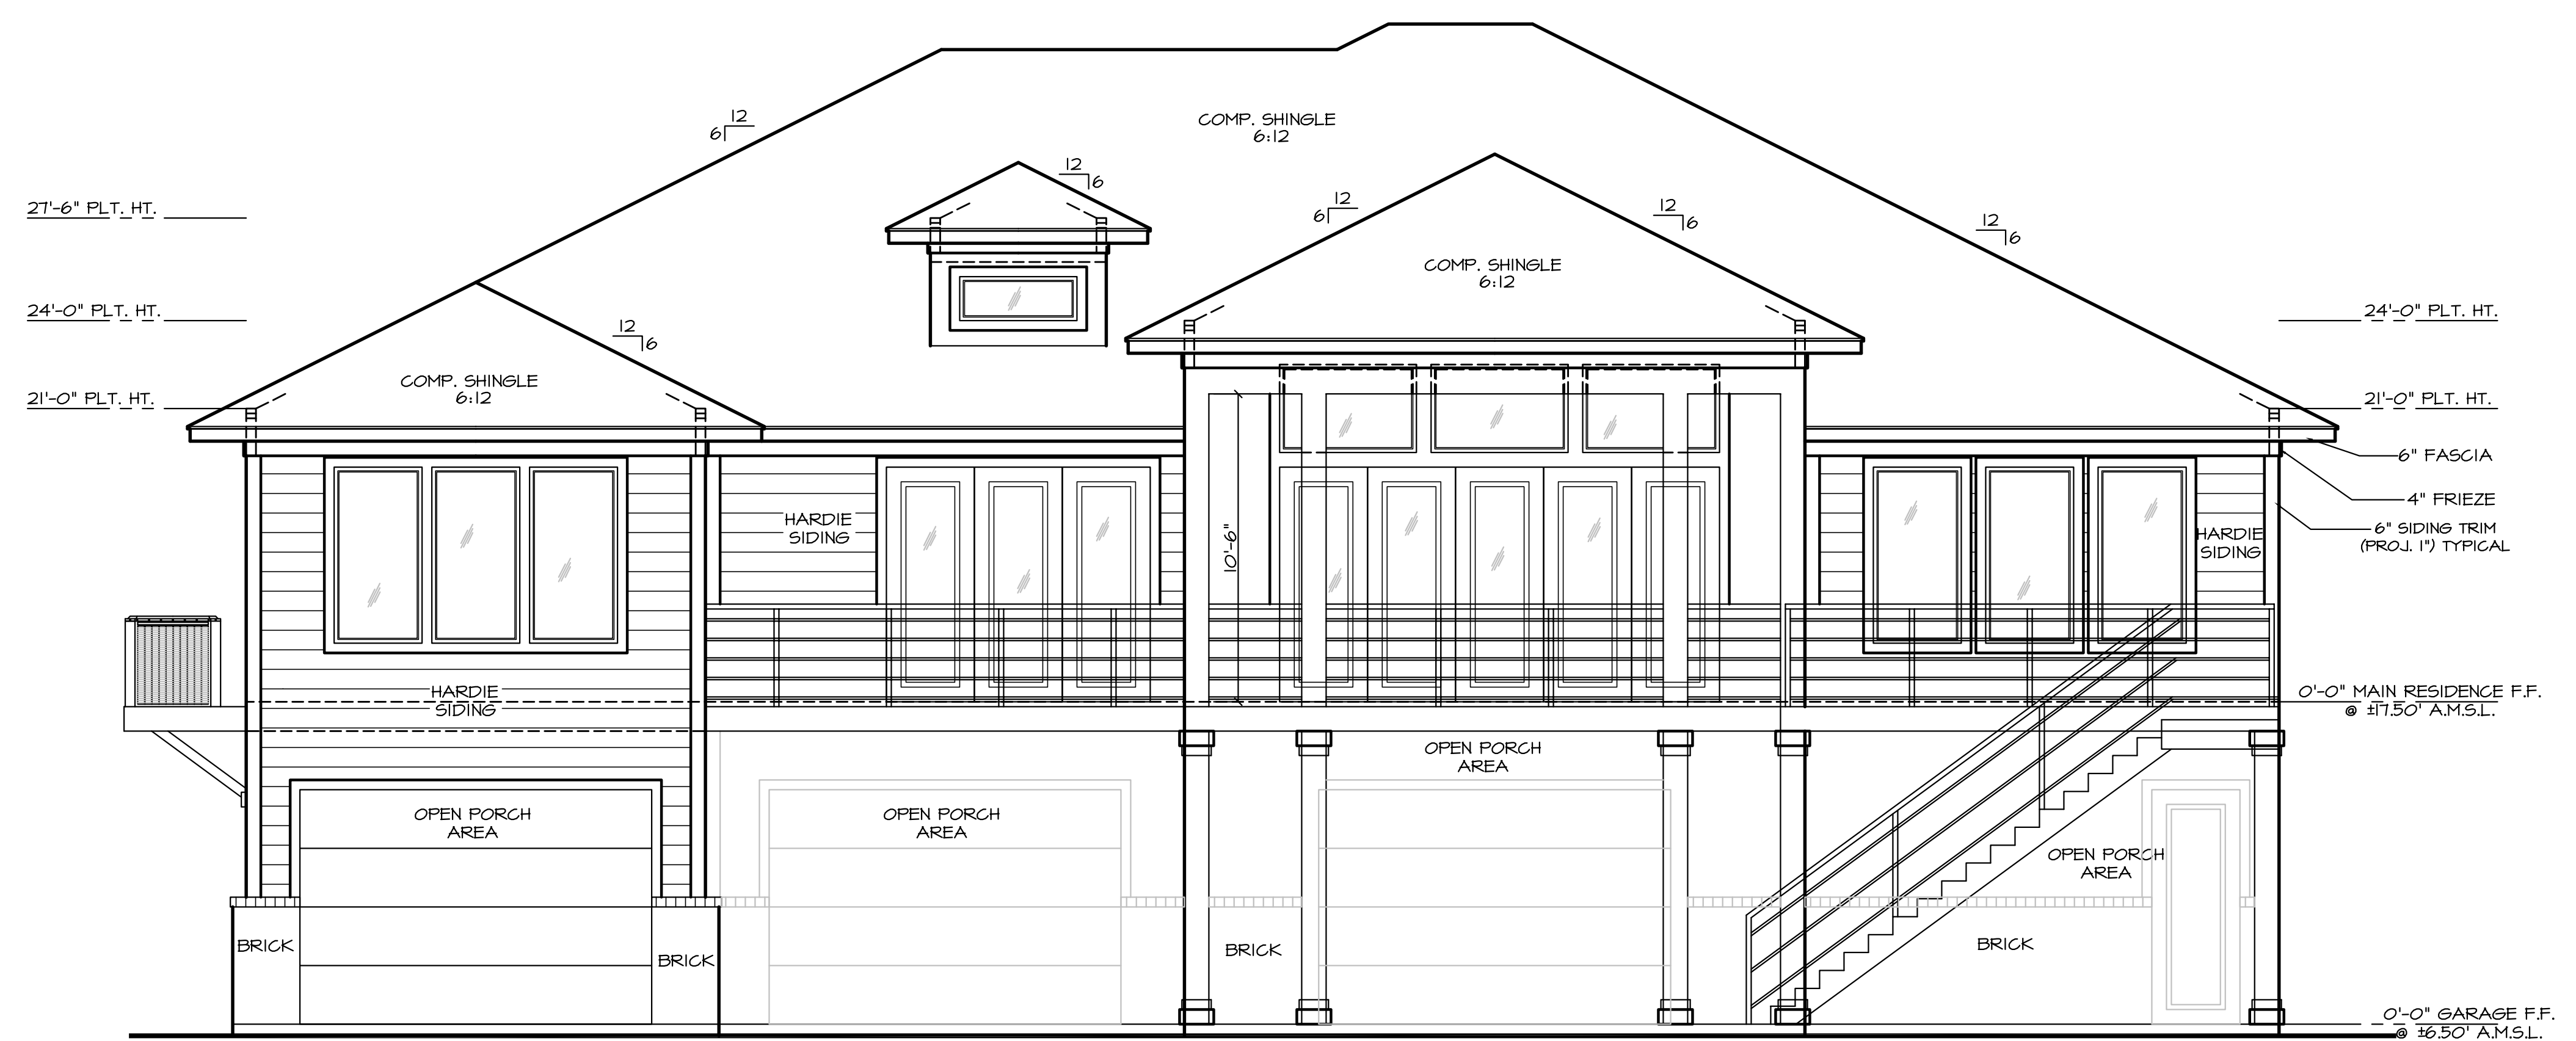 12
6
COMP. SHINGLE
6:12
12
6
27'-6" PLT. HT.
12
6
12
6
12
6
COMP. SHINGLE
6:12
24'-0" PLT. HT.
24'-0" PLT. HT.
12
6
COMP. SHINGLE
6:12
21'-0" PLT. HT.
21'-0" PLT. HT.
6" FASCIA
4" FRIEZE
6" SIDING TRIM
(PROJ. 1") TYPICAL
HARDIE
SIDING
HARDIE
SIDING
10'-6"
HARDIE
SIDING
0'-0" MAIN RESIDENCE F.F.
@ ±17.50' A.M.S.L.
OPEN PORCH
AREA
OPEN PORCH
AREA
OPEN PORCH
AREA
OPEN PORCH
AREA
BRICK
BRICK
BRICK
BRICK
0'-0" GARAGE F.F.
@ ±6.50' A.M.S.L.